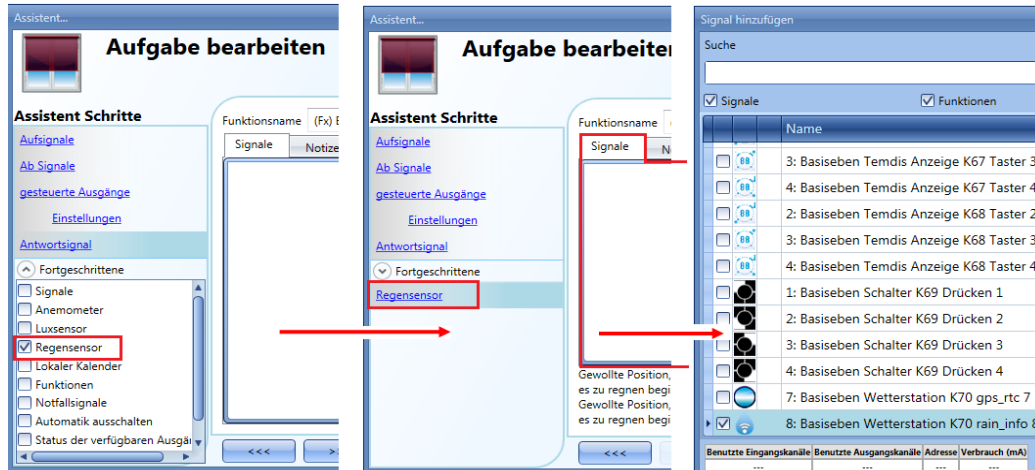 Assistent...
Aufgabe bearbeiten
Assistent Schritte
Aufsignale
Ab Signale
gesteuerte Ausgänge
Einstellungen
Antwortsignal
Fortgeschrittene
Signale
Anemometer
Luxsensor
Regensensor
Lokaler Kalender
Funktionen
Notfallsignale
Automatik ausschalten
Status der verfügbaren Ausgä
Funktionsname (Fx) E
Signale Notize
<<< >
Assistent...
Aufgabe bearbeite
Assistent Schritte
Aufsignale
Ab Signale
gesteuerte Ausgänge
Einstellungen
Antwortsignal
Fortgeschrittene
Regensensor
Funktionsname
Signale N
Gewollte Position,
es zu regnen begi
Gewollte Position,
es zu regnen begi
<<<
Signal hinzufügen
Suche
Signale Funktionen
Name
3: Basiseben Temdis Anzeige K67 Taster 3
4: Basiseben Temdis Anzeige K67 Taster 4
2: Basiseben Temdis Anzeige K68 Taster 2
3: Basiseben Temdis Anzeige K68 Taster 3
4: Basiseben Temdis Anzeige K68 Taster 4
1: Basiseben Schalter K69 Drücken 1
2: Basiseben Schalter K69 Drücken 2
3: Basiseben Schalter K69 Drücken 3
4: Basiseben Schalter K69 Drücken 4
7: Basiseben Wetterstation K70 gps_rtc 7
8: Basiseben Wetterstation K70 rain_info 8
Benutzte Eingangskanäle Benutzte Ausgangskanäle Adresse Verbrauch (mA)
--- --- --- ---